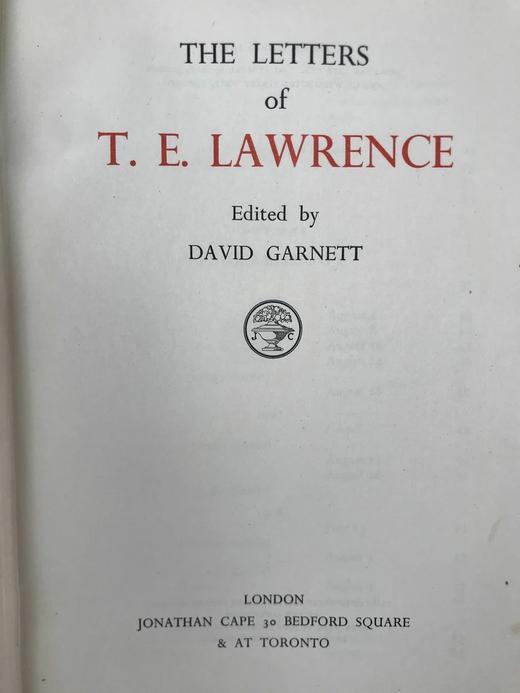 THE LETTERS
of
T. E. LAWRENCE
Edited by
DAVID GARNETT
J C
LONDON
JONATHAN CAPE 30 BEDFORD SQUARE
& AT TORONTO